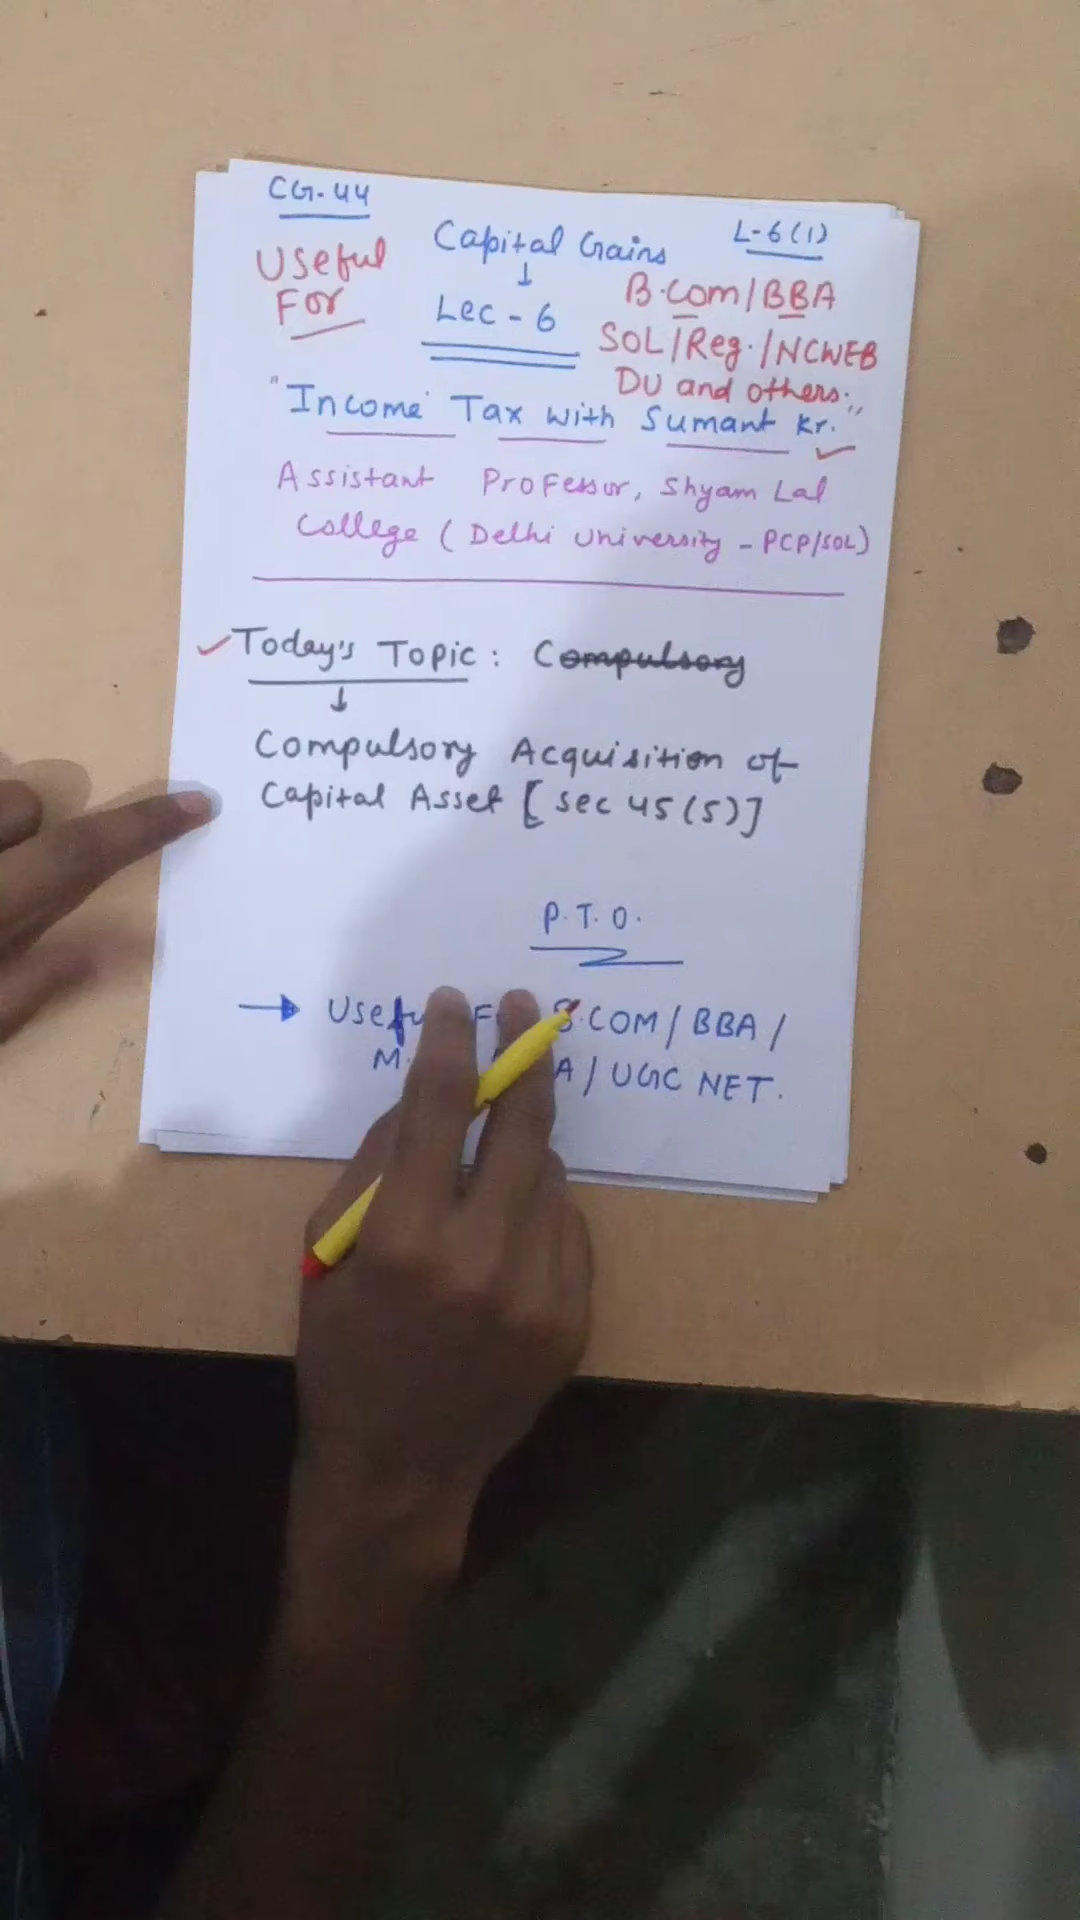 CG-44
L-6(1)
Capital Gains
Useful
For
↓
Lec-6
B.Com/BBA
SOL/Reg./NCWEB
DU and others.
"Income Tax with Sumant Kr."
Assistant Professor, Shyam Lal
College (Delhi University - PCP/SOL)
Today's Topic: Compulsory
↓
Compulsory Acquisition of
Capital Asset [Sec 45(5)]
P.T.O.
→ COM/BBA/
/UGC NET.